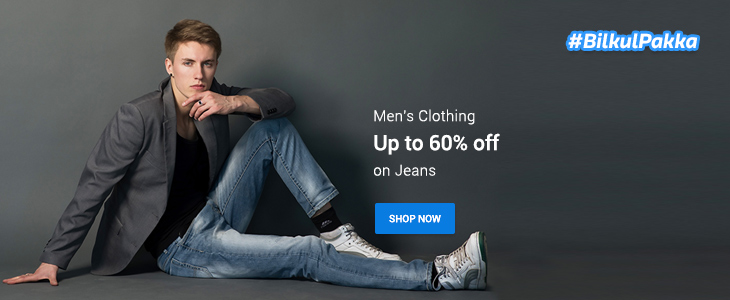 #BilkulPakka
Men's Clothing
Up to 60% off
on Jeans
SHOP NOW